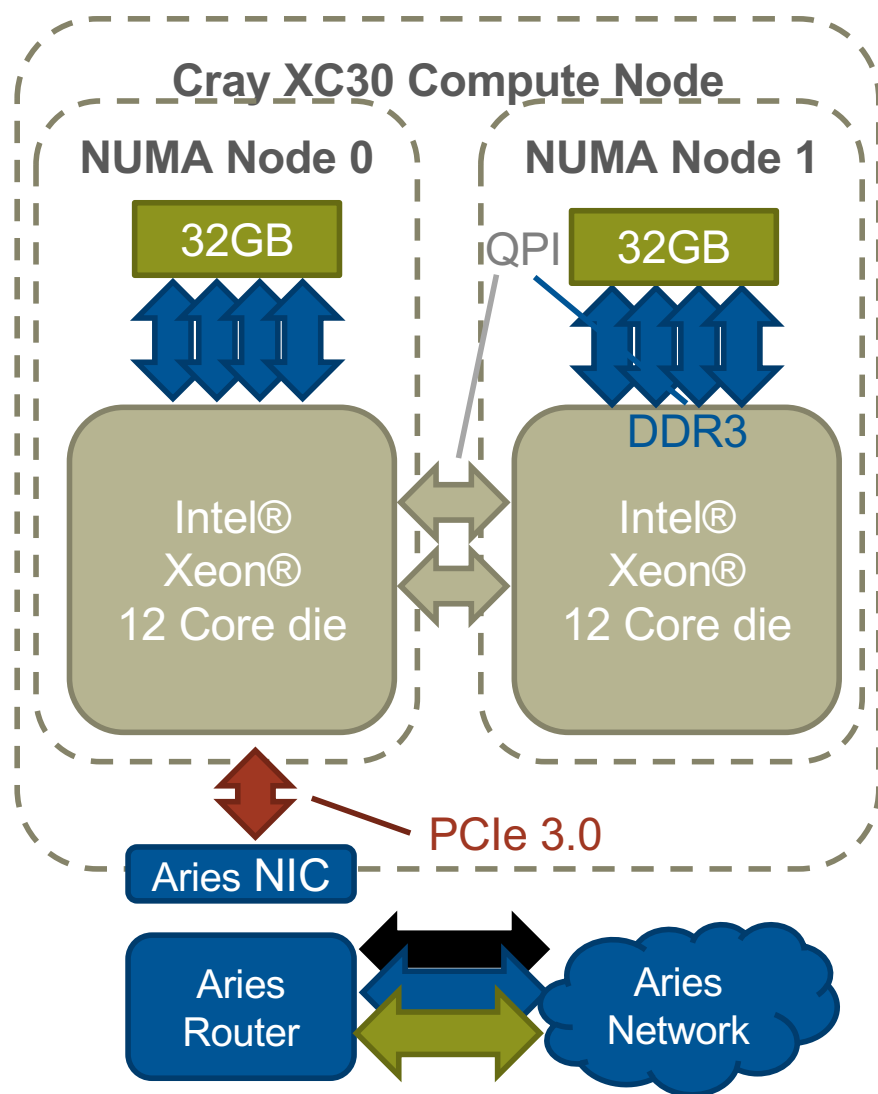 Cray XC30 Compute Node
NUMA Node 0
NUMA Node 1
32GB
QPI
32GB
DDR3
Intel®
Xeon®
12 Core die
Intel®
Xeon®
12 Core die
PCIe 3.0
Aries NIC
Aries
Router
Aries
Network